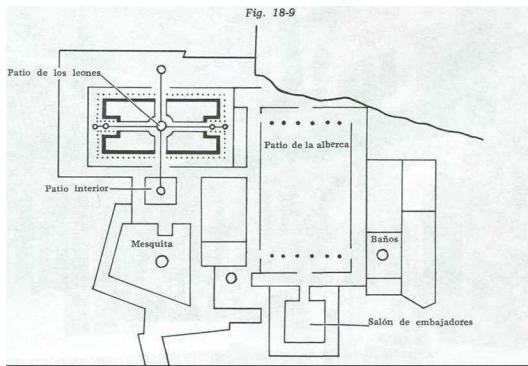 Fig. 18-9
Patio de los leones
Patio de la alberca
Patio interior
Mesquita
Baños
Salón de embajadores